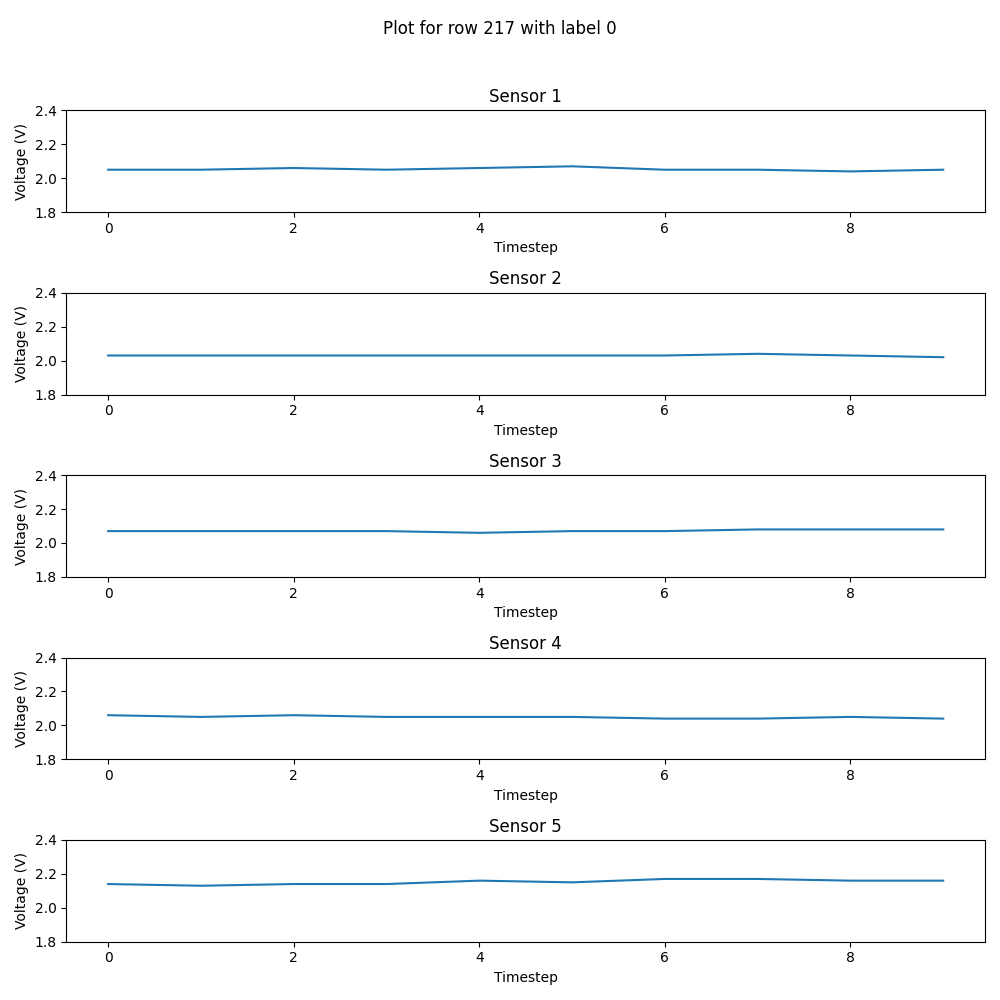 Plot for row 217 with label 0
Sensor 1
2.4
2.2
2.0
1.8
Voltage (V)
0 2 4 6 8
Timestep
Sensor 2
2.4
2.2
2.0
1.8
Voltage (V)
0 2 4 6 8
Timestep
Sensor 3
2.4
2.2
2.0
1.8
Voltage (V)
0 2 4 6 8
Timestep
Sensor 4
2.4
2.2
2.0
1.8
Voltage (V)
0 2 4 6 8
Timestep
Sensor 5
2.4
2.2
2.0
1.8
Voltage (V)
0 2 4 6 8
Timestep